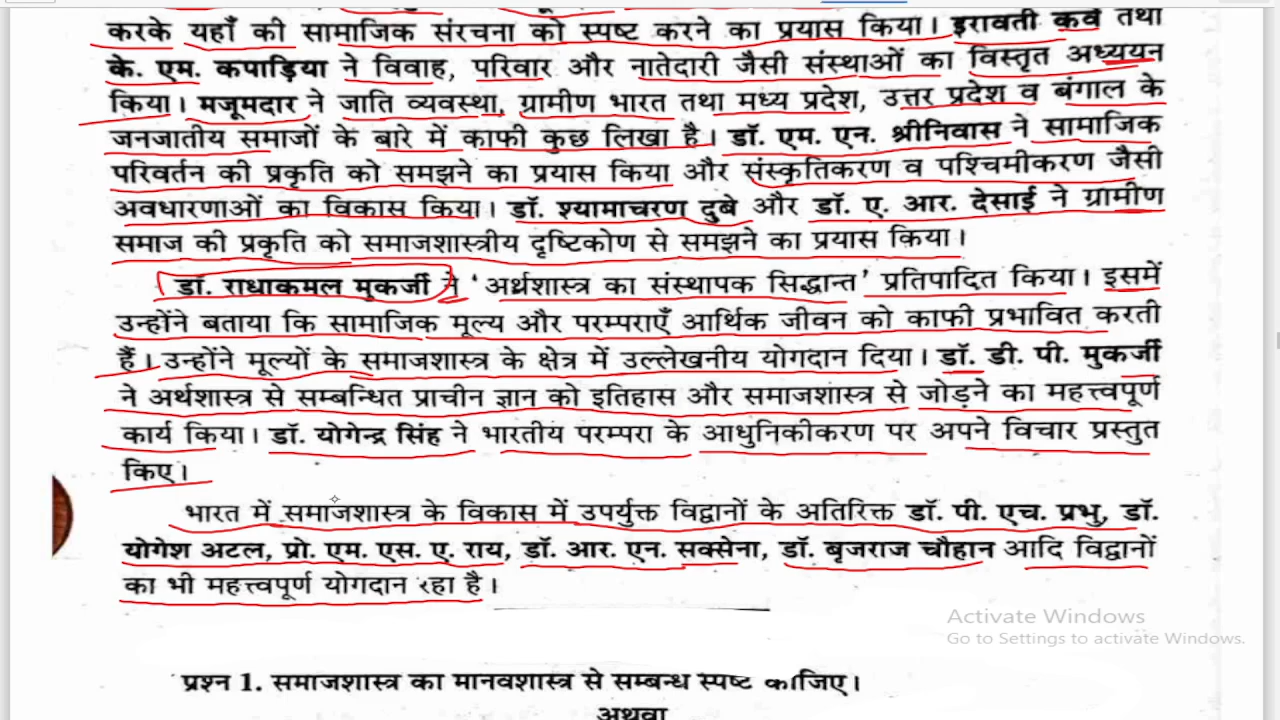 करके यहाँ की सामाजिक संरचना को स्पष्ट करने का प्रयास किया। इरावती कर्वे तथा
के. एम. कपाड़िया ने विवाह, परिवार और नातेदारी जैसी संस्थाओं का विस्तृत अध्ययन
किया। मजूमदार ने जाति व्यवस्था, ग्रामीण भारत तथा मध्य प्रदेश, उत्तर प्रदेश व बंगाल के
जनजातीय समाजों के बारे में काफी कुछ लिखा है। डॉ. एम. एन. श्रीनिवास ने सामाजिक
परिवर्तन की प्रकृति को समझने का प्रयास किया और संस्कृतिकरण व पश्चिमीकरण जैसी
अवधारणाओं का विकास किया। डॉ. श्यामाचरण दुबे और डॉ. ए. आर. देसाई ने ग्रामीण
समाज की प्रकृति को समाजशास्त्रीय दृष्टिकोण से समझने का प्रयास किया।
डॉ. राधाकमल मुकर्जी ने 'अर्थशास्त्र का संस्थापक सिद्धान्त' प्रतिपादित किया। इसमें
उन्होंने बताया कि सामाजिक मूल्य और परम्पराएँ आर्थिक जीवन को काफी प्रभावित करती
हैं। उन्होंने मूल्यों के समाजशास्त्र के क्षेत्र में उल्लेखनीय योगदान दिया। डॉ. डी. पी. मुकर्जी
ने अर्थशास्त्र से सम्बन्धित प्राचीन ज्ञान को इतिहास और समाजशास्त्र से जोड़ने का महत्त्वपूर्ण
कार्य किया। डॉ. योगेन्द्र सिंह ने भारतीय परम्परा के आधुनिकीकरण पर अपने विचार प्रस्तुत
किए।
भारत में समाजशास्त्र के विकास में उपर्युक्त विद्वानों के अतिरिक्त डॉ. पी. एच. प्रभु, डॉ.
योगेश अटल, प्रो. एम. एस. ए. राय, डॉ. आर. एन. सक्सेना, डॉ. बृजराज चौहान आदि विद्वानों
का भी महत्त्वपूर्ण योगदान रहा है।
Activate Windows
Go to Settings to activate Windows.
प्रश्न 1. समाजशास्त्र का मानवशास्त्र से सम्बन्ध स्पष्ट कीजिए।
अथवा